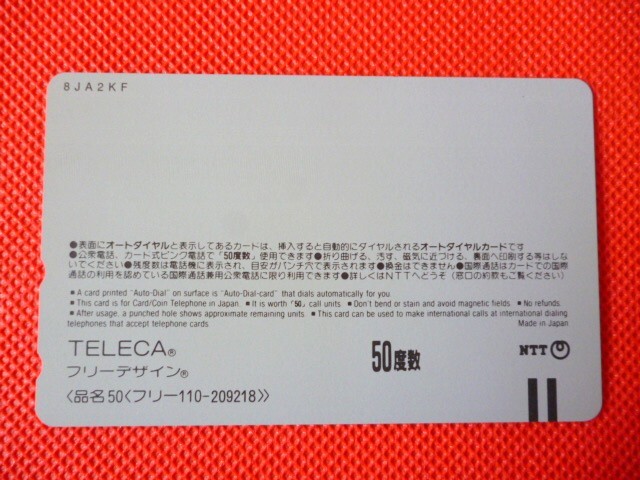 8JA2KF
●表面にオートダイヤルと表示してあるカードは、挿入すると自動的にダイヤルされるオートダイヤルカードです
●公衆電話、カード式ピンク電話で「50度数」使用できます●折り曲げる、汚す、磁気に近づける、裏面へ印刷する等はしな
いでください●残度数は電話機に表示され、目安がパンチ穴で表示されます●換金はできません●国際通話はカードでの国際
通話の利用を認めている国際通話兼用公衆電話に限り利用できます●詳しくはNTTへどうぞ（窓口の約款もご覧ください）
■ A card printed "Auto-Dial" on surface is "Auto-Dial-card" that dials automatically for you.
■ This card is for Card/Coin Telephone in Japan. ■ It is worth「50」call units. ■ Don't bend or stain and avoid magnetic fields. ■ No refunds.
■ After usage, a punched hole shows approximate remaining units. ■ This card can be used to make international calls at international dialing
telephones that accept telephone cards. Made in Japan
TELECA® 50度数 NTT
フリーデザイン®
〈品名50〈フリー110-209218〉〉